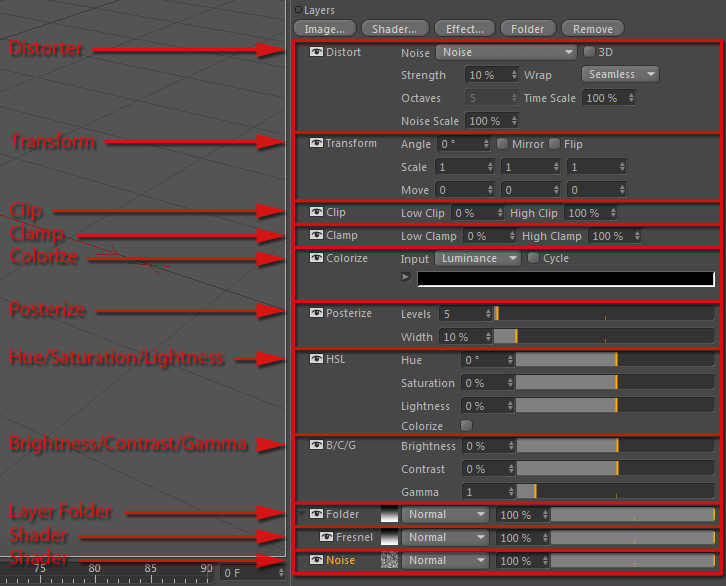 Layers
Image... Shader... Effect... Folder Remove
Distorter Distort Noise Noise 3D
Strength 10 % Wrap Seamless
Octaves 5 Time Scale 100 %
Noise Scale 100 %
Transform Transform Angle 0 ° Mirror Flip
Scale 1 1 1
Move 0 0 0
Clip Clip Low Clip 0 % High Clip 100 %
Clamp Clamp Low Clamp 0 % High Clamp 100 %
Colorize Colorize Input Luminance Cycle
Posterize Posterize Levels 5
Width 10 %
Hue/Saturation/Lightness HSL Hue 0 °
Saturation 0 %
Lightness 0 %
Colorize
Brightness/Contrast/Gamma B/C/G Brightness 0 %
Contrast 0 %
Gamma 1
Layer Folder Folder Normal 100 %
Shader Fresnel Normal 100 %
Shader Noise Normal 100 %
75 80 85 90 0 F